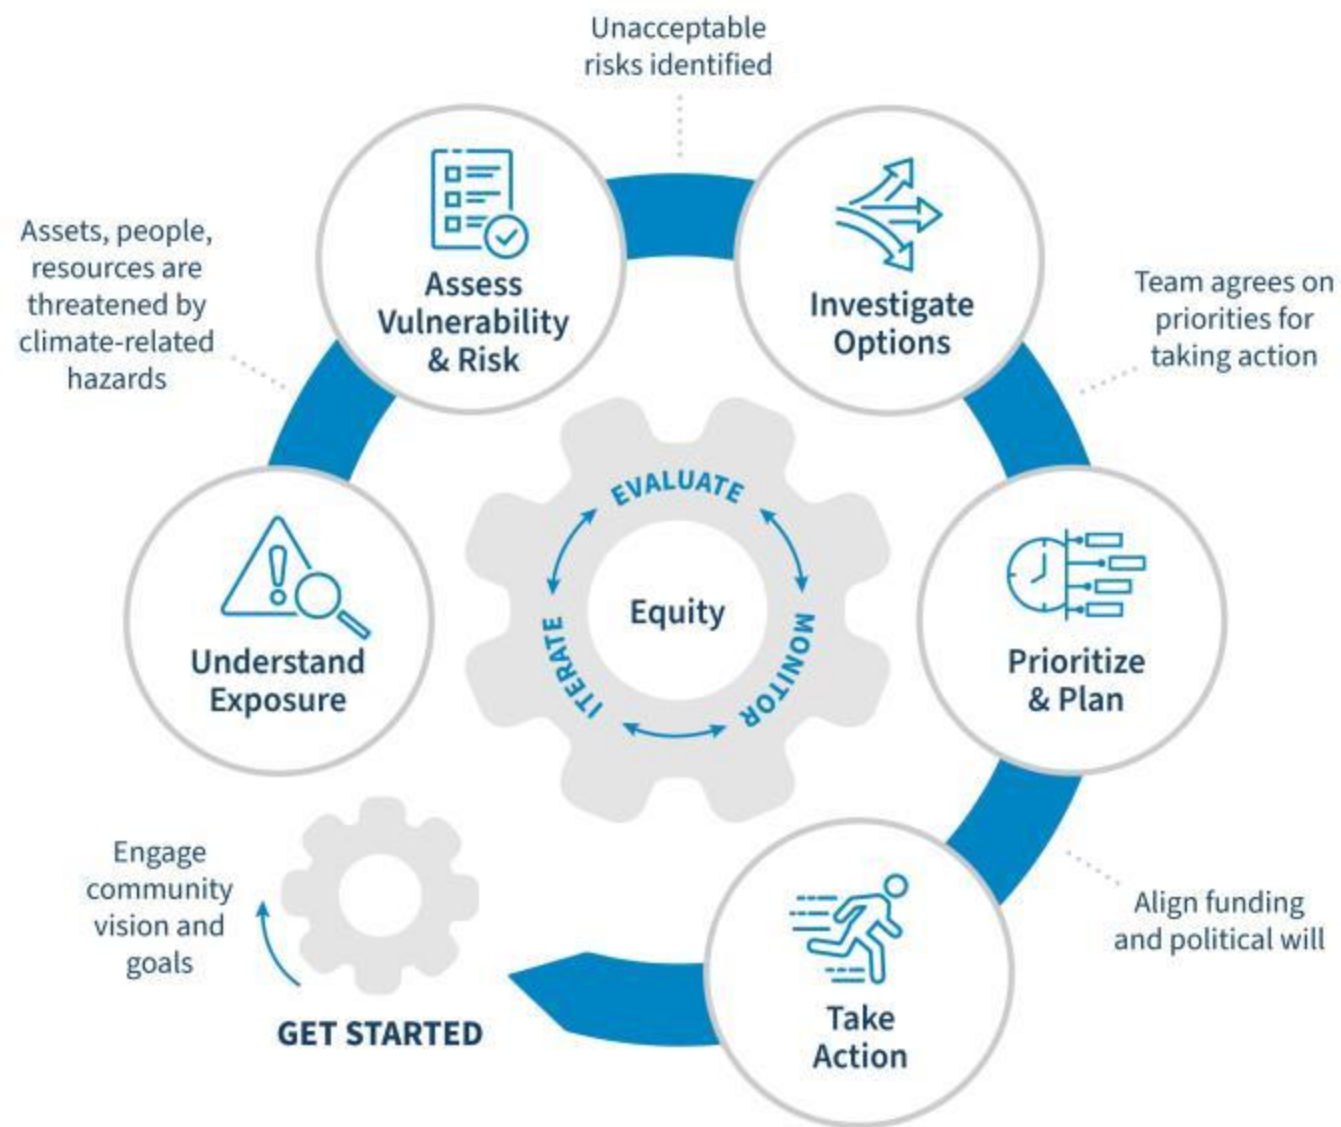 Unacceptable
risks identified
Assess
Vulnerability
& Risk
Investigate
Options
Assets, people,
resources are
threatened by
climate-related
hazards
Team agrees on
priorities for
taking action
EVALUATE
MONITOR
ITERATE
Equity
Understand
Exposure
Prioritize
& Plan
Engage
community
vision and
goals
GET STARTED
Align funding
and political will
Take
Action